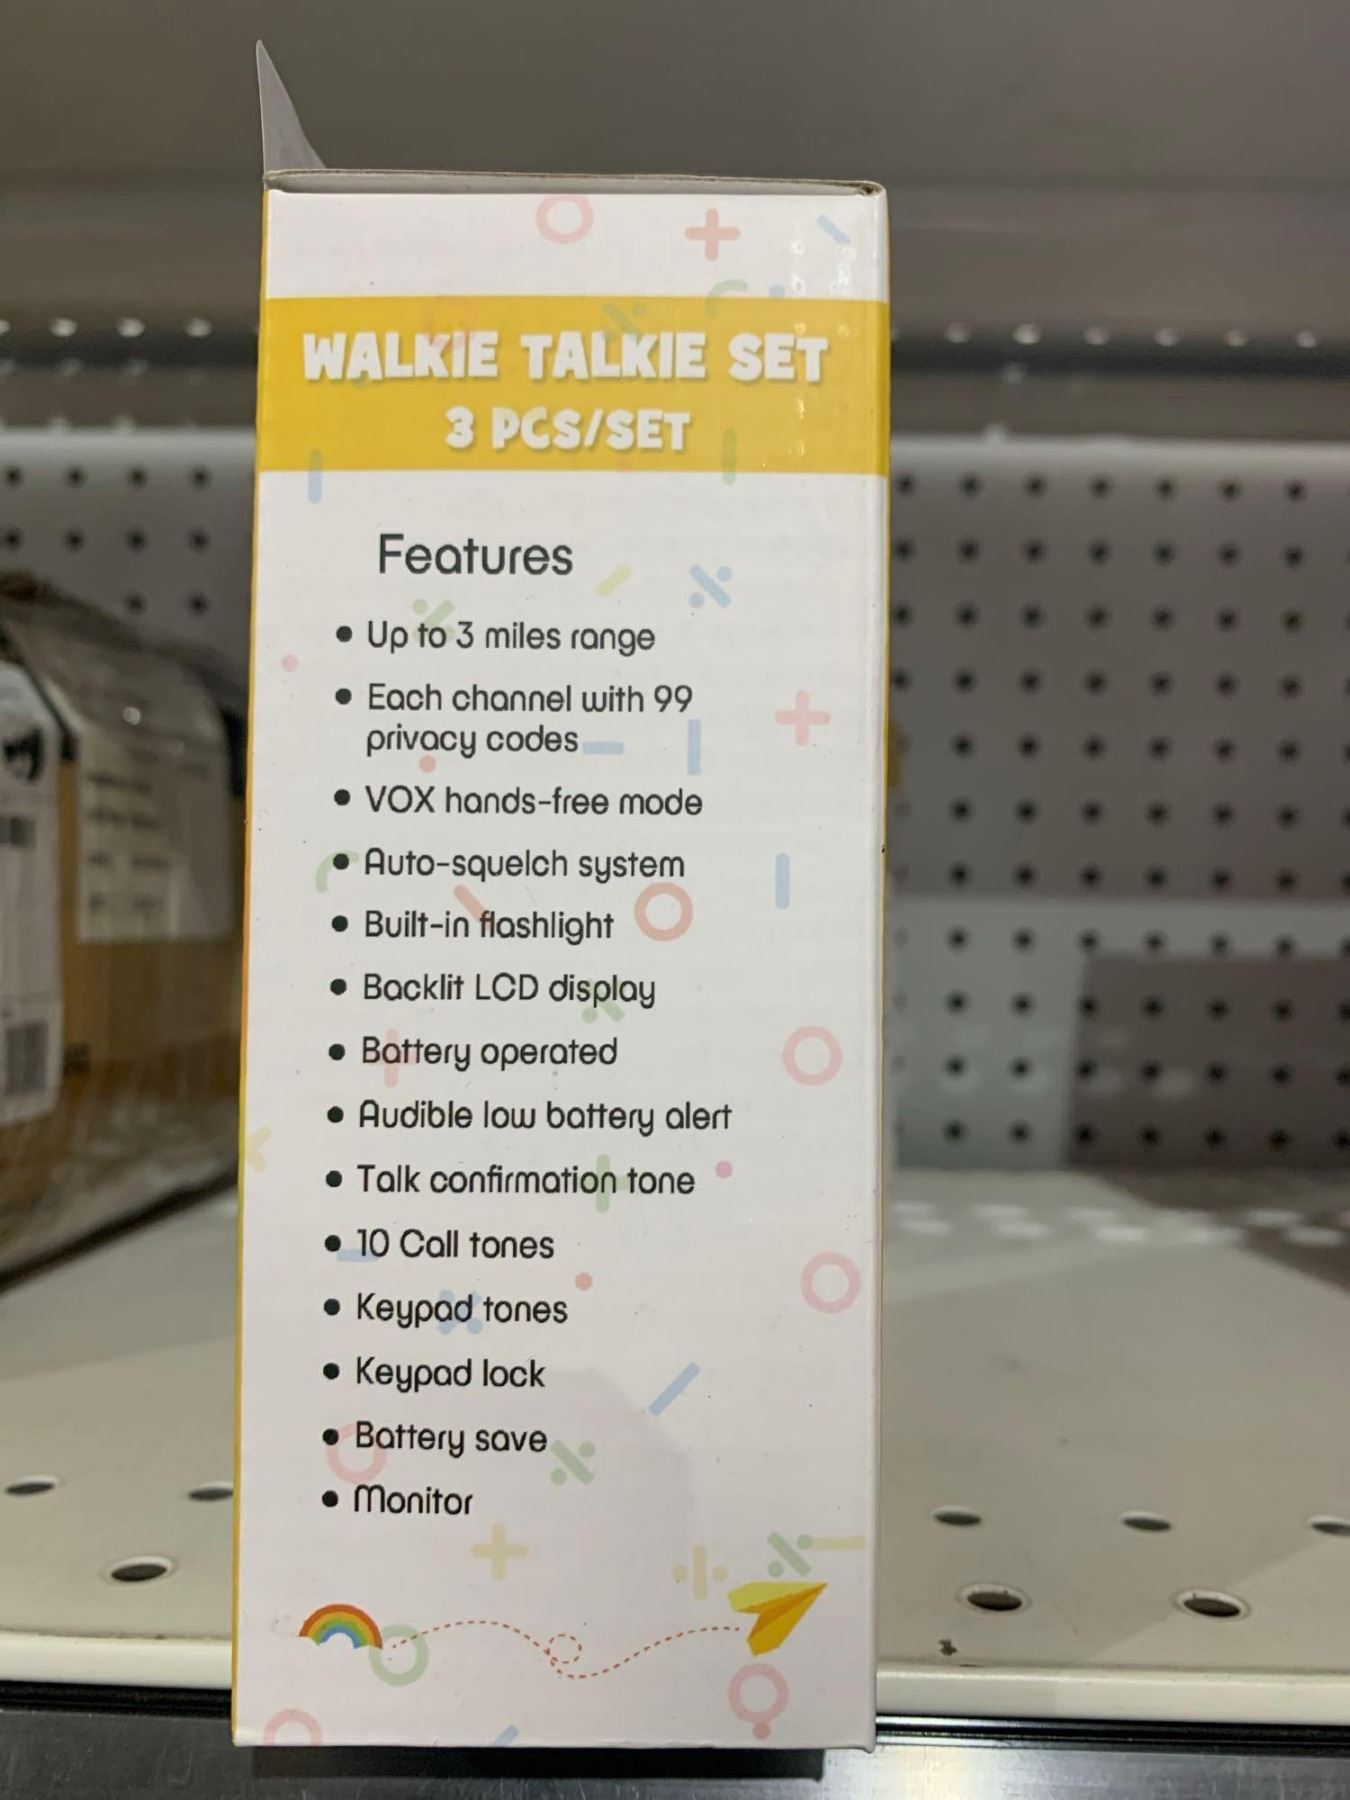 WALKIE TALKIE SET
3 PCS/SET
Features
• Up to 3 miles range
• Each channel with 99
privacy codes
• VOX hands-free mode
• Auto-squelch system
• Built-in flashlight
• Backlit LCD display
• Battery operated
• Audible low battery alert
• Talk confirmation tone
• 10 Call tones
• Keypad tones
• Keypad lock
• Battery save
• Monitor